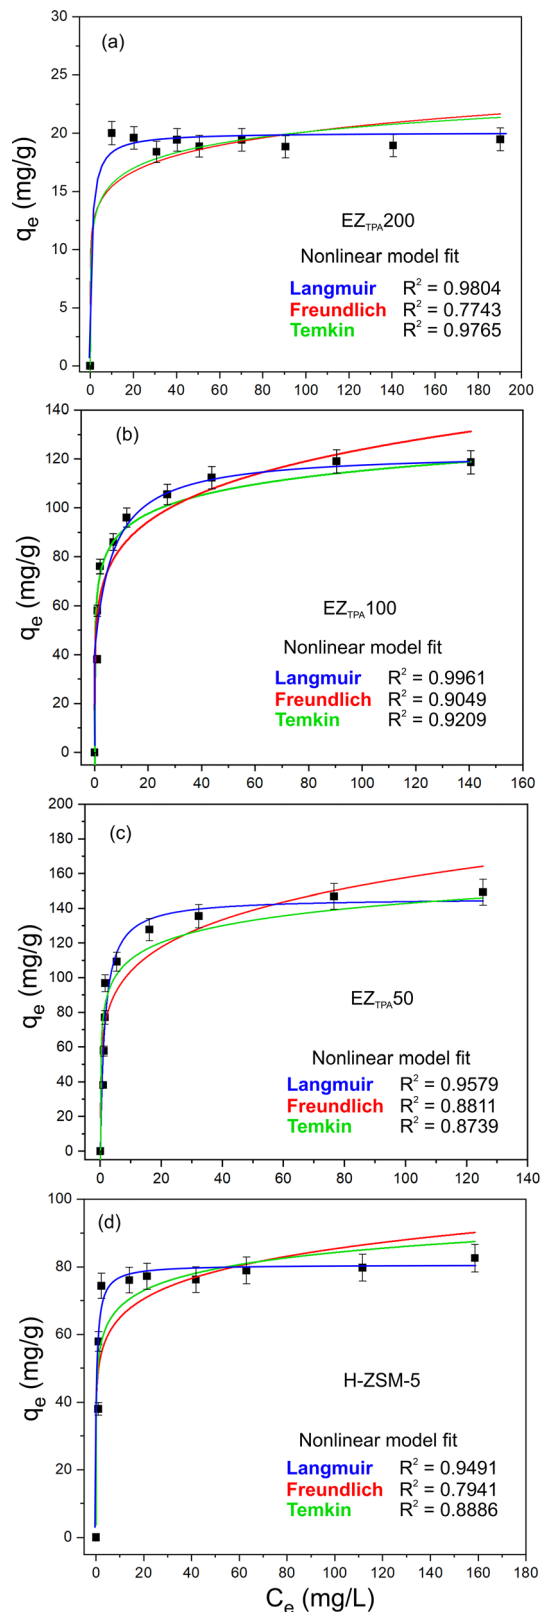 (a)
30
25
20
15
10
5
0
qe (mg/g)
EZTPA200
Nonlinear model fit
Langmuir R² = 0.9804
Freundlich R² = 0.7743
Temkin R² = 0.9765
0 20 40 60 80 100 120 140 160 180 200
(b)
140
120
100
80
60
40
20
0
qe (mg/g)
EZTPA100
Nonlinear model fit
Langmuir R² = 0.9961
Freundlich R² = 0.9049
Temkin R² = 0.9209
0 20 40 60 80 100 120 140 160
(c)
200
180
160
140
120
100
80
60
40
20
0
qe (mg/g)
EZTPA50
Nonlinear model fit
Langmuir R² = 0.9579
Freundlich R² = 0.8811
Temkin R² = 0.8739
0 20 40 60 80 100 120 140
(d)
100
80
60
40
20
0
qe (mg/g)
H-ZSM-5
Nonlinear model fit
Langmuir R² = 0.9491
Freundlich R² = 0.7941
Temkin R² = 0.8886
0 20 40 60 80 100 120 140 160 180
Ce (mg/L)